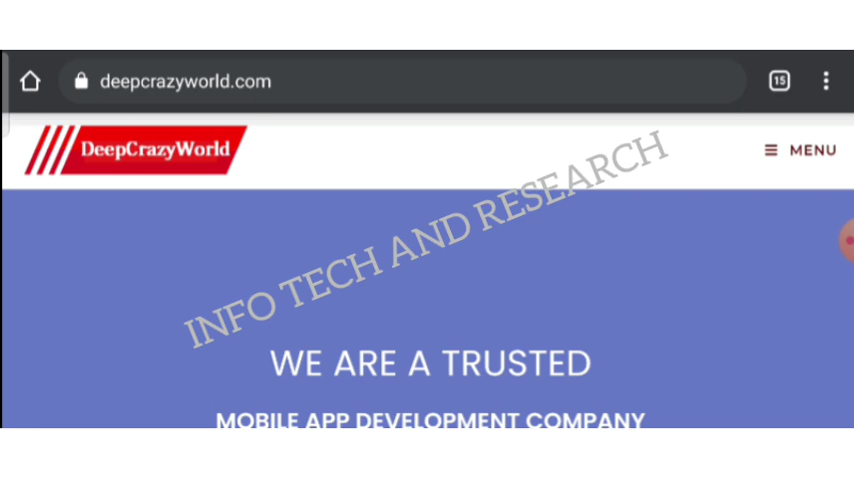 15
deepcrazyworld.com
DeepCrazyWorld
MENU
INFO TECH AND RESEARCH
WE ARE A TRUSTED
MOBILE APP DEVELOPMENT COMPANY